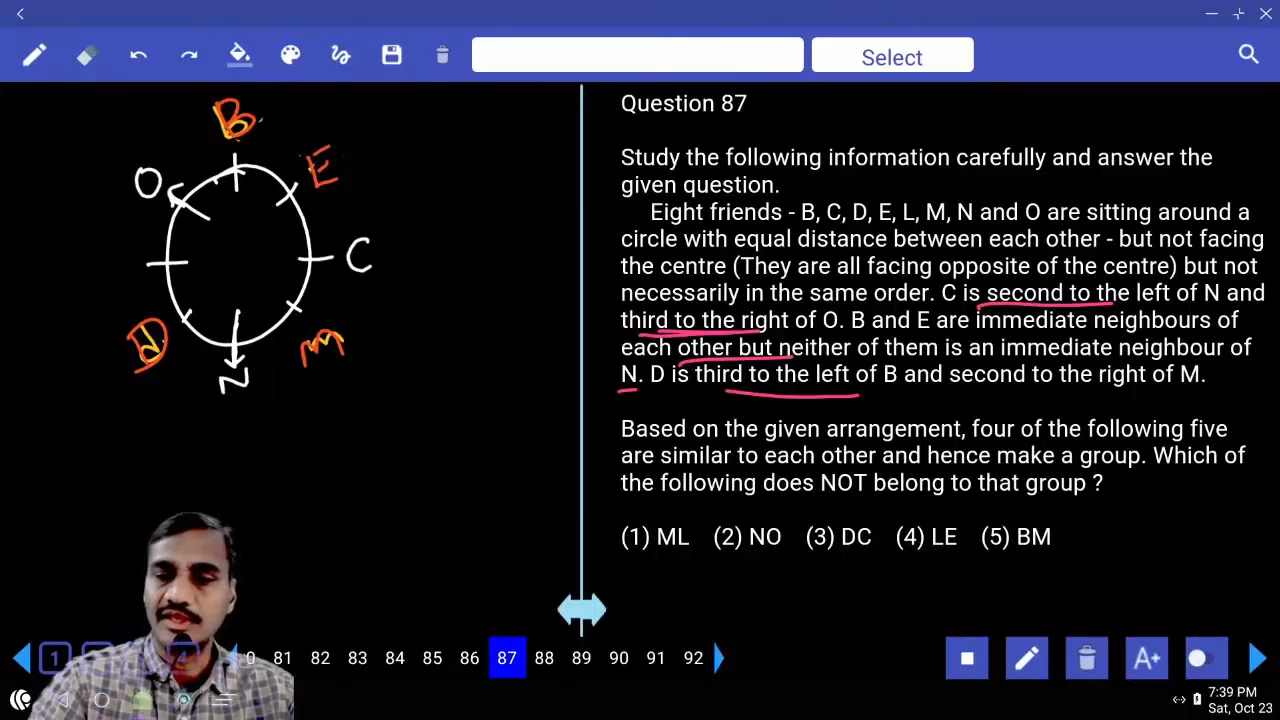 Select
B
E
O
C
D
M
N
Question 87
Study the following information carefully and answer the
given question.
Eight friends - B, C, D, E, L, M, N and O are sitting around a
circle with equal distance between each other - but not facing
the centre (They are all facing opposite of the centre) but not
necessarily in the same order. C is second to the left of N and
third to the right of O. B and E are immediate neighbours of
each other but neither of them is an immediate neighbour of
N. D is third to the left of B and second to the right of M.
Based on the given arrangement, four of the following five
are similar to each other and hence make a group. Which of
the following does NOT belong to that group ?
(1) ML (2) NO (3) DC (4) LE (5) BM
1 4 0 81 82 83 84 85 86 87 88 89 90 91 92
A+
7:39 PM
Sat, Oct 23